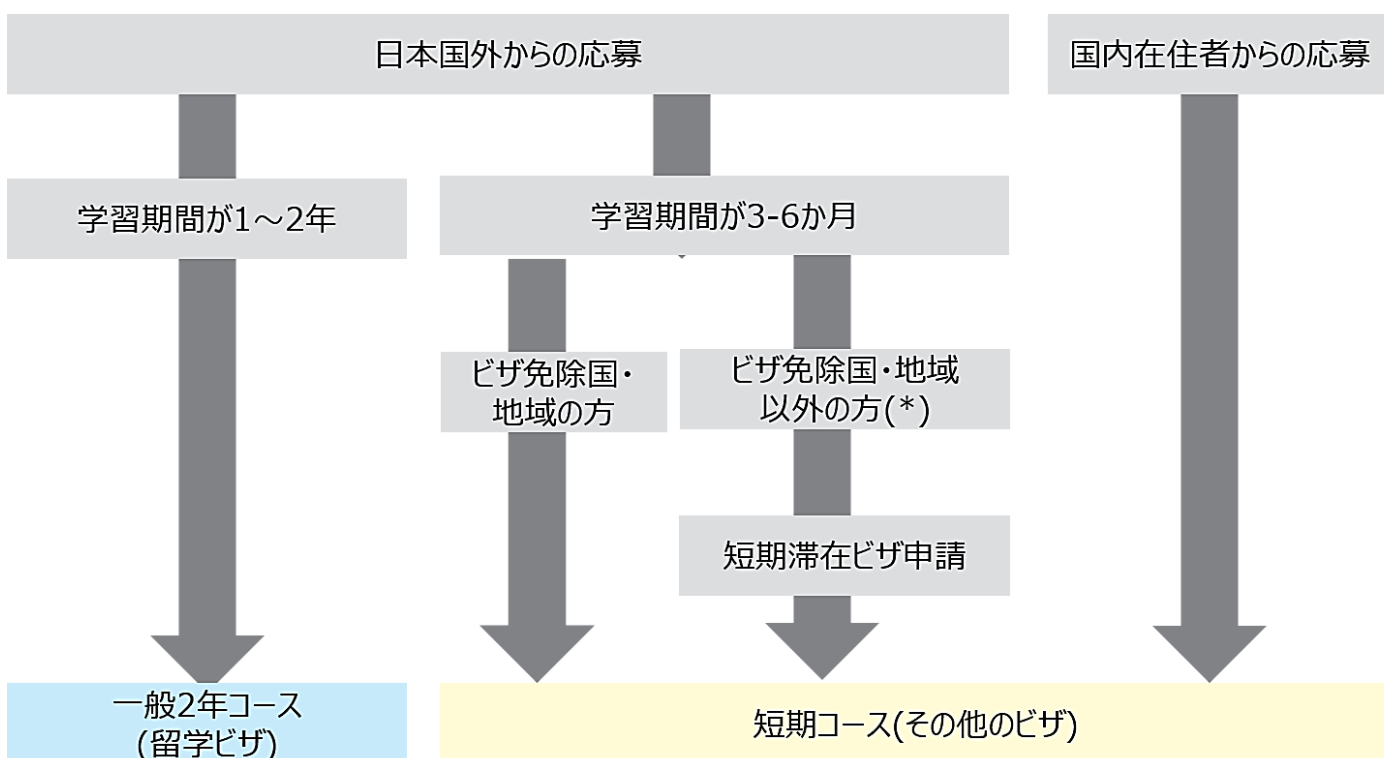 日本国外からの応募
国内在住者からの応募
学習期間が1～2年
学習期間が3-6か月
ビザ免除国・
地域の方
ビザ免除国・地域
以外の方(*)
短期滞在ビザ申請
一般2年コース
(留学ビザ)
短期コース(その他のビザ)